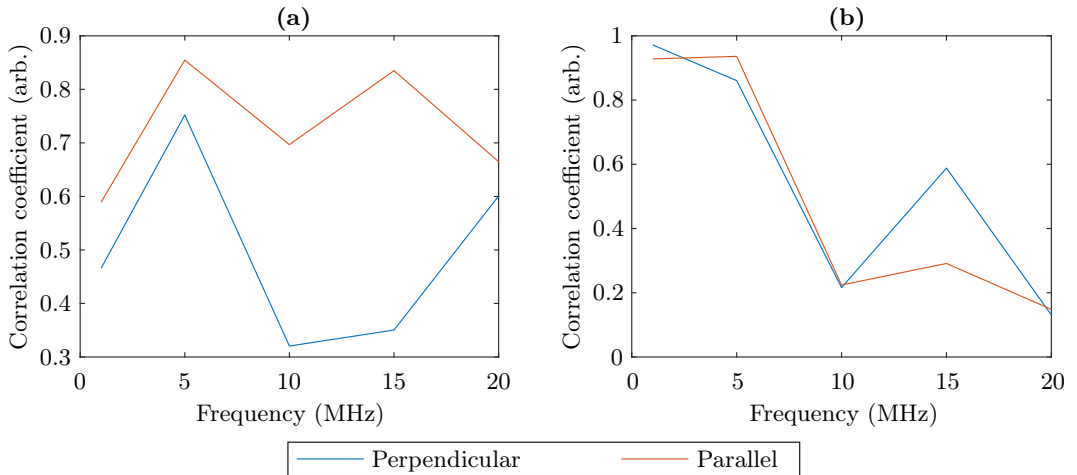 (a)
Correlation coefficient (arb.)
0.9
0.8
0.7
0.6
0.5
0.4
0.3
0 5 10 15 20
Frequency (MHz)
(b)
Correlation coefficient (arb.)
1
0.8
0.6
0.4
0.2
0
0 5 10 15 20
Frequency (MHz)
Perpendicular Parallel